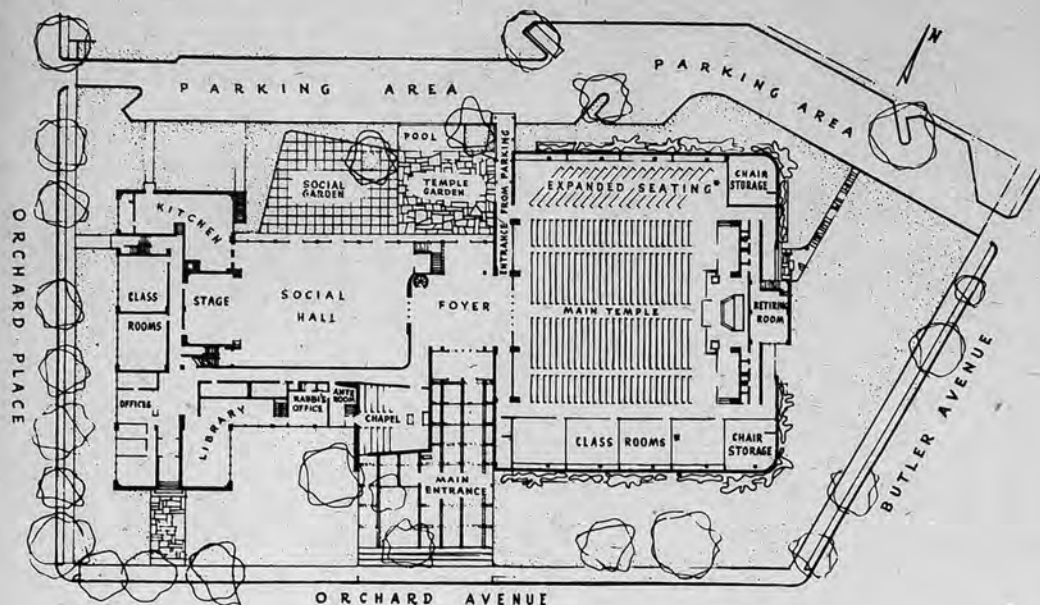 N
PARKING AREA
PARKING AREA
POOL
SOCIAL
GARDEN
TEMPLE
GARDEN
ENTRANCE FROM PARKING
EXPANDED SEATING
CHAIR
STORAGE
KITCHEN
ORCHARD PLACE
CLASS
ROOMS
STAGE
SOCIAL
HALL
FOYER
MAIN TEMPLE
RETIRING
ROOM
OFFICES
LIBRARY
RABBI'S
OFFICE
ANTE
ROOM
CHAPEL
CLASS ROOMS
CHAIR
STORAGE
MAIN
ENTRANCE
BUTLER AVENUE
ORCHARD AVENUE